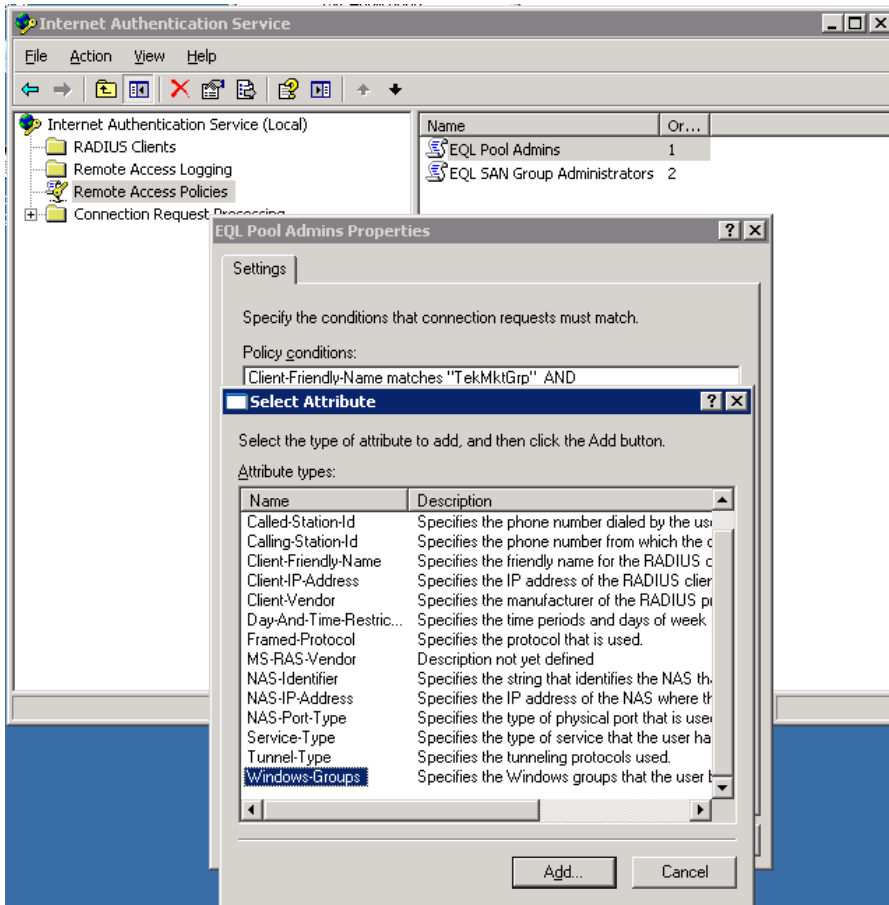 Internet Authentication Service
File Action View Help
Internet Authentication Service (Local)
RADIUS Clients
Remote Access Logging
Remote Access Policies
Connection Request Processing
Name Or...
EQL Pool Admins 1
EQL SAN Group Administrators 2
EQL Pool Admins Properties
Settings
Specify the conditions that connection requests must match.
Policy conditions:
Client-Friendly-Name matches "TekMktGrp" AND
Select Attribute
Select the type of attribute to add, and then click the Add button.
Attribute types:
Name Description
Called-Station-Id Specifies the phone number dialed by the us
Calling-Station-Id Specifies the phone number from which the
Client-Friendly-Name Specifies the friendly name for the RADIUS
Client-IP-Address Specifies the IP address of the RADIUS clier
Client-Vendor Specifies the manufacturer of the RADIUS
Day-And-Time-Restric... Specifies the time periods and days of week
Framed-Protocol Specifies the protocol that is used.
MS-RAS-Vendor Description not yet defined
NAS-Identifier Specifies the string that identifies the NAS tha
NAS-IP-Address Specifies the IP address of the NAS where th
NAS-Port-Type Specifies the type of physical port that is use
Service-Type Specifies the type of service that the user ha
Tunnel-Type Specifies the tunneling protocols used.
Windows-Groups Specifies the Windows groups that the user
Add... Cancel